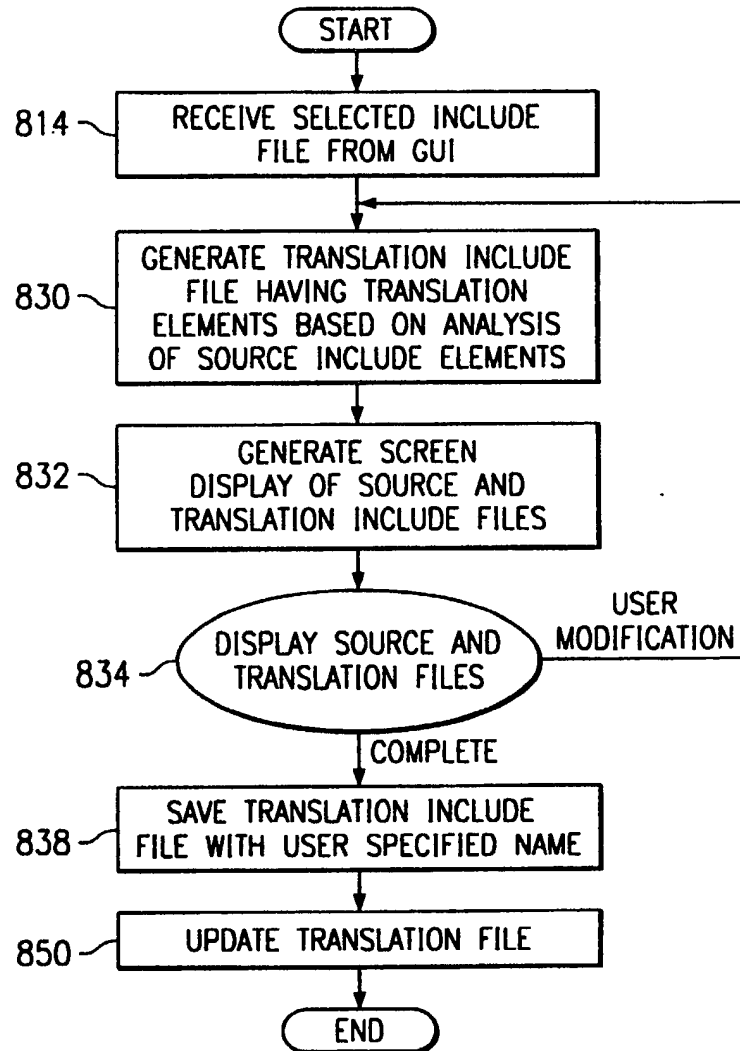 START
814
RECEIVE SELECTED INCLUDE
FILE FROM GUI
830
GENERATE TRANSLATION INCLUDE
FILE HAVING TRANSLATION
ELEMENTS BASED ON ANALYSIS
OF SOURCE INCLUDE ELEMENTS
832
GENERATE SCREEN
DISPLAY OF SOURCE AND
TRANSLATION INCLUDE FILES
834
DISPLAY SOURCE AND
TRANSLATION FILES
USER
MODIFICATION
COMPLETE
838
SAVE TRANSLATION INCLUDE
FILE WITH USER SPECIFIED NAME
850
UPDATE TRANSLATION FILE
END